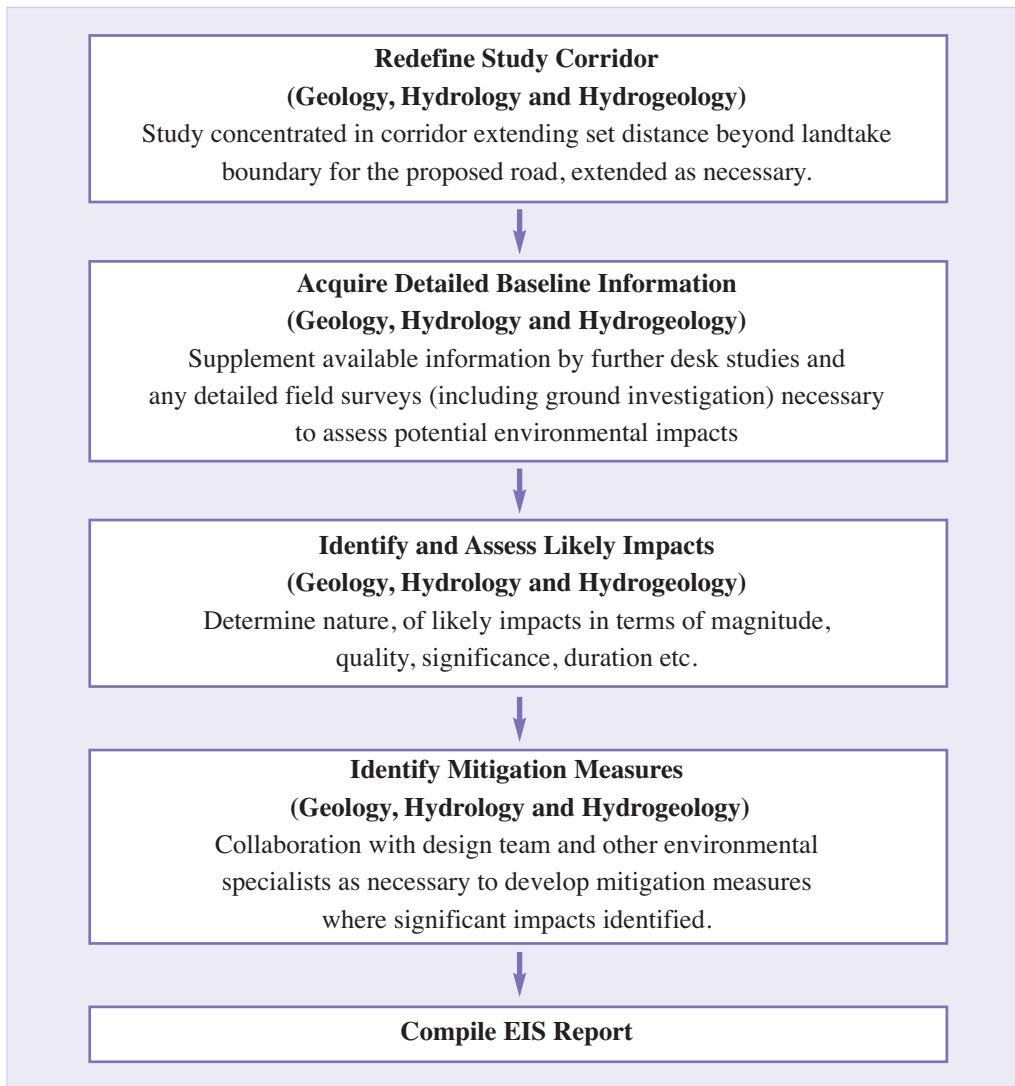 Redefine Study Corridor
(Geology, Hydrology and Hydrogeology)
Study concentrated in corridor extending set distance beyond landtake
boundary for the proposed road, extended as necessary.
Acquire Detailed Baseline Information
(Geology, Hydrology and Hydrogeology)
Supplement available information by further desk studies and
any detailed field surveys (including ground investigation) necessary
to assess potential environmental impacts
Identify and Assess Likely Impacts
(Geology, Hydrology and Hydrogeology)
Determine nature, of likely impacts in terms of magnitude,
quality, significance, duration etc.
Identify Mitigation Measures
(Geology, Hydrology and Hydrogeology)
Collaboration with design team and other environmental
specialists as necessary to develop mitigation measures
where significant impacts identified.
Compile EIS Report